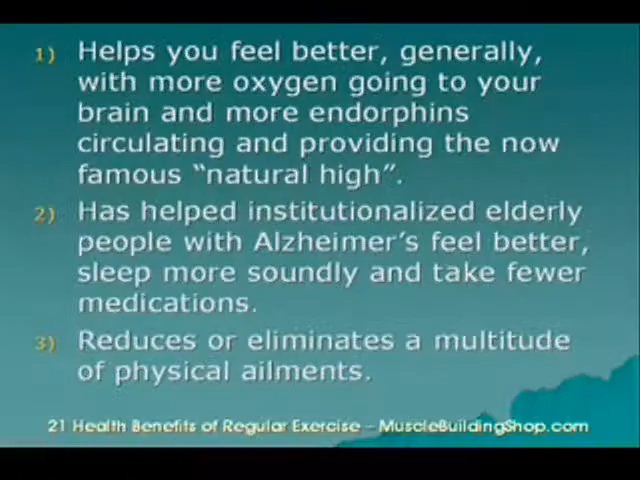 1) Helps you feel better, generally,
with more oxygen going to your
brain and more endorphins
circulating and providing the now
famous “natural high”.
2) Has helped institutionalized elderly
people with Alzheimer’s feel better,
sleep more soundly and take fewer
medications.
3) Reduces or eliminates a multitude
of physical ailments.
21 Health Benefits of Regular Exercise – MuscleBuildingShop.com